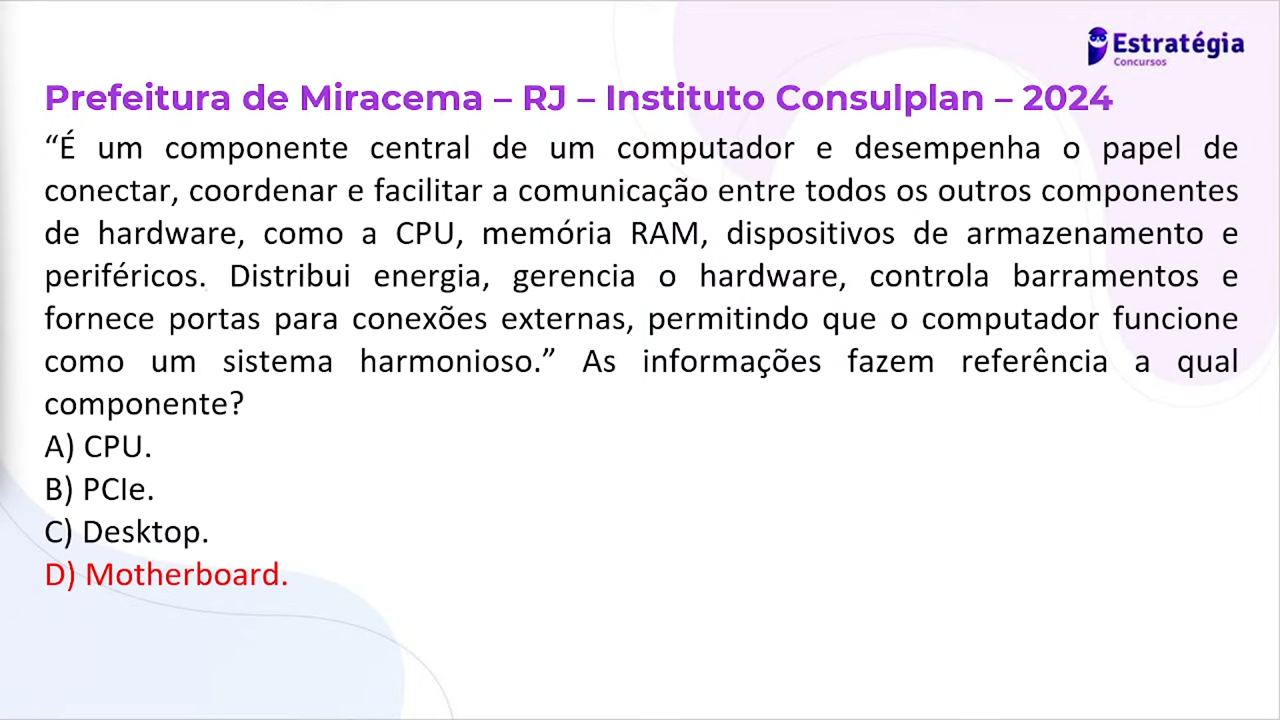 Estratégia
Concursos
Prefeitura de Miracema – RJ – Instituto Consulplan – 2024
“É um componente central de um computador e desempenha o papel de
conectar, coordenar e facilitar a comunicação entre todos os outros componentes
de hardware, como a CPU, memória RAM, dispositivos de armazenamento e
periféricos. Distribui energia, gerencia o hardware, controla barramentos e
fornece portas para conexões externas, permitindo que o computador funcione
como um sistema harmonioso.” As informações fazem referência a qual
componente?
A) CPU.
B) PCIe.
C) Desktop.
D) Motherboard.